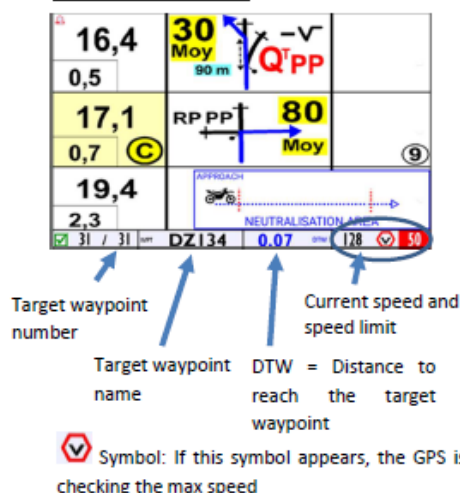 16,4
0,5
30
Moy
90 m
-√
QTPP
17,1
0,7 C
RP PP
80
Moy
9
19,4
2,3
APPROACH
NEUTRALISATION AREA
31 / 31 WPT DZ134 0.07 DTW 128 50
Target waypoint
number
Current speed and
speed limit
Target waypoint
name
DTW = Distance to
reach the target
waypoint
Symbol: If this symbol appears, the GPS is
checking the max speed